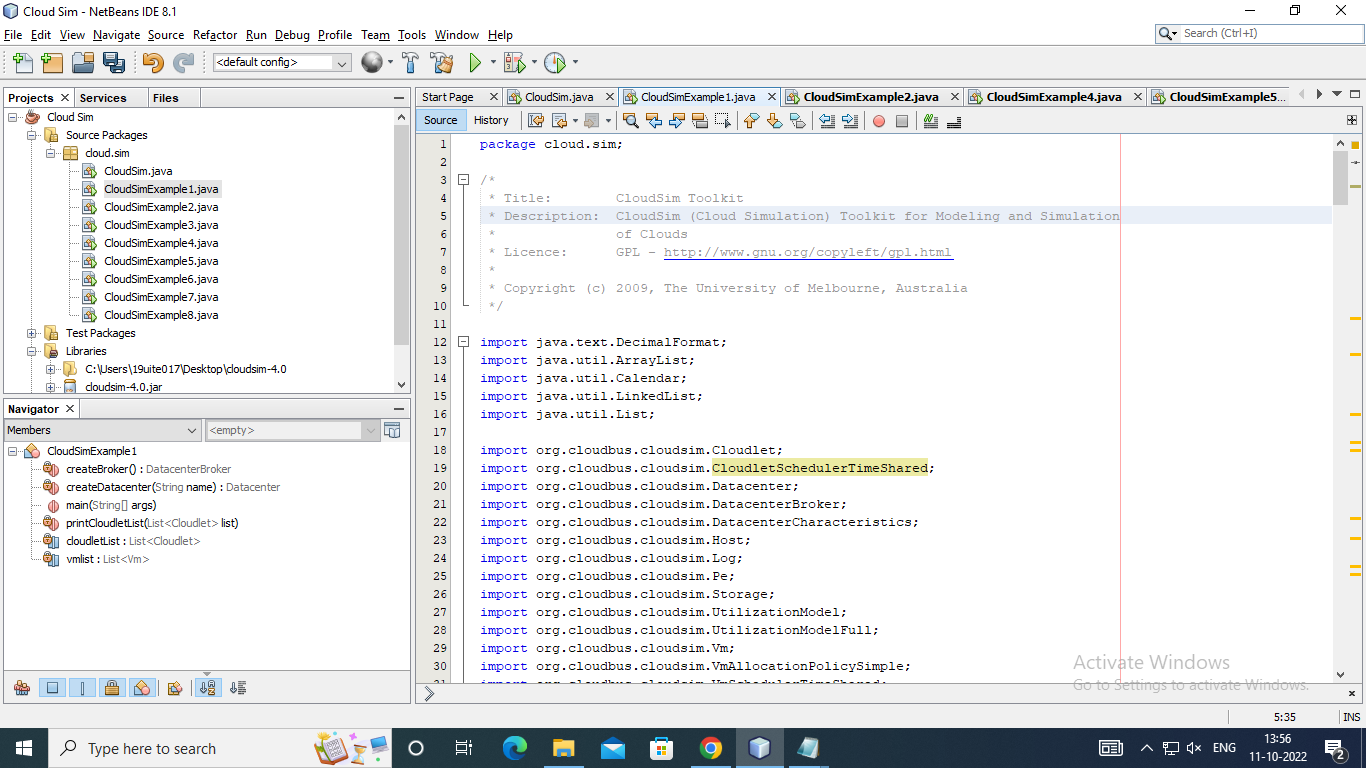 Cloud Sim - NetBeans IDE 8.1
File Edit View Navigate Source Refactor Run Debug Profile Team Tools Window Help
Search (Ctrl+I)
<default config>
Projects Services Files
Cloud Sim
Source Packages
cloud.sim
CloudSim.java
CloudSimExample1.java
CloudSimExample2.java
CloudSimExample3.java
CloudSimExample4.java
CloudSimExample5.java
CloudSimExample6.java
CloudSimExample7.java
CloudSimExample8.java
Test Packages
Libraries
C:\Users\19uite017\Desktop\cloudsim-4.0
cloudsim-4.0.jar
Navigator
Members
<empty>
CloudSimExample1
createBroker() : DatacenterBroker
createDatacenter(String name) : Datacenter
main(String[] args)
printCloudletList(List<Cloudlet> list)
cloudletList : List<Cloudlet>
vmlist : List<Vm>
Start Page CloudSim.java CloudSimExample1.java CloudSimExample2.java CloudSimExample4.java CloudSimExample5...
Source History
1 package cloud.sim;
2
3 /*
4 * Title: CloudSim Toolkit
5 * Description: CloudSim (Cloud Simulation) Toolkit for Modeling and Simulation
6 * of Clouds
7 * Licence: GPL - http://www.gnu.org/copyleft/gpl.html
8 *
9 * Copyright (c) 2009, The University of Melbourne, Australia
10 */
11
12 import java.text.DecimalFormat;
13 import java.util.ArrayList;
14 import java.util.Calendar;
15 import java.util.LinkedList;
16 import java.util.List;
17
18 import org.cloudbus.cloudsim.Cloudlet;
19 import org.cloudbus.cloudsim.CloudletSchedulerTimeShared;
20 import org.cloudbus.cloudsim.Datacenter;
21 import org.cloudbus.cloudsim.DatacenterBroker;
22 import org.cloudbus.cloudsim.DatacenterCharacteristics;
23 import org.cloudbus.cloudsim.Host;
24 import org.cloudbus.cloudsim.Log;
25 import org.cloudbus.cloudsim.Pe;
26 import org.cloudbus.cloudsim.Storage;
27 import org.cloudbus.cloudsim.UtilizationModel;
28 import org.cloudbus.cloudsim.UtilizationModelFull;
29 import org.cloudbus.cloudsim.Vm;
30 import org.cloudbus.cloudsim.VmAllocationPolicySimple;
31 import org.cloudbus.cloudsim.VmSchedulerTimeShared;
Activate Windows
Go to Settings to activate Windows.
5:35 INS
Type here to search
ENG
13:56
11-10-2022
2